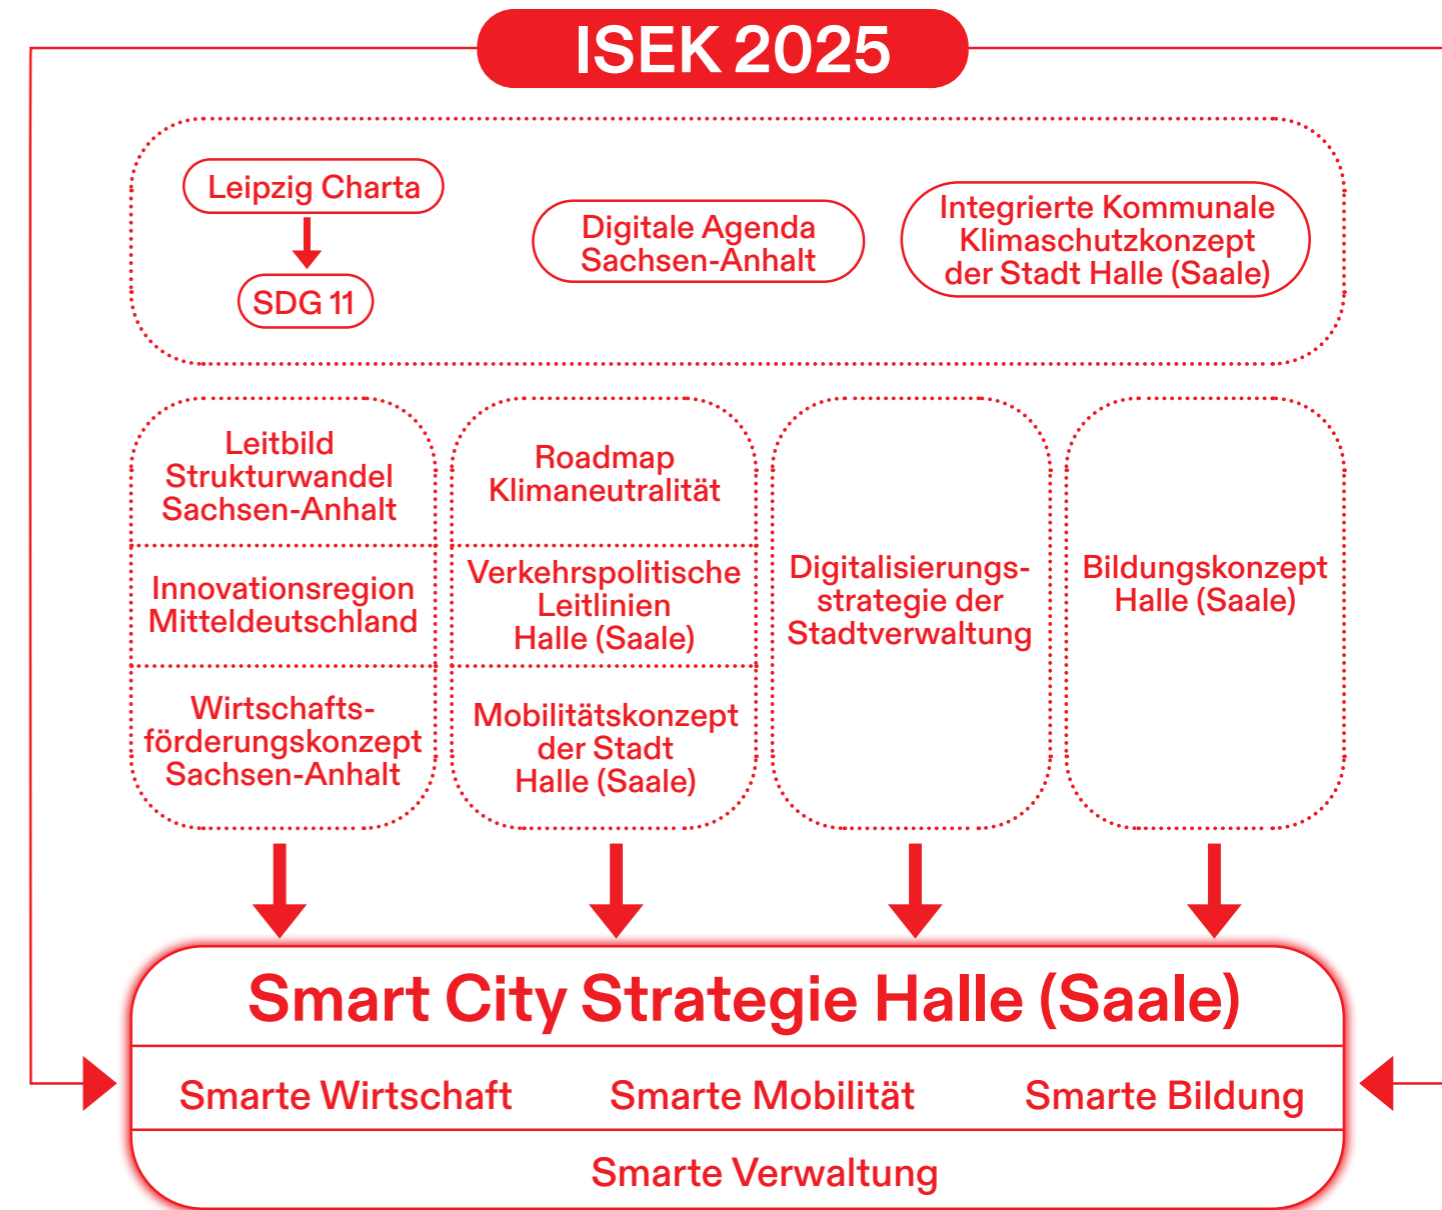 ISEK 2025
Leipzig Charta
SDG 11
Digitale Agenda
Sachsen-Anhalt
Integrierte Kommunale
Klimaschutzkonzept
der Stadt Halle (Saale)
Leitbild
Strukturwandel
Sachsen-Anhalt
Innovationsregion
Mitteldeutschland
Wirtschafts-
förderungskonzept
Sachsen-Anhalt
Roadmap
Klimaneutralität
Verkehrspolitische
Leitlinien
Halle (Saale)
Mobilitätskonzept
der Stadt
Halle (Saale)
Digitalisierungs-
strategie der
Stadtverwaltung
Bildungskonzept
Halle (Saale)
Smart City Strategie Halle (Saale)
Smarte Wirtschaft
Smarte Mobilität
Smarte Bildung
Smarte Verwaltung